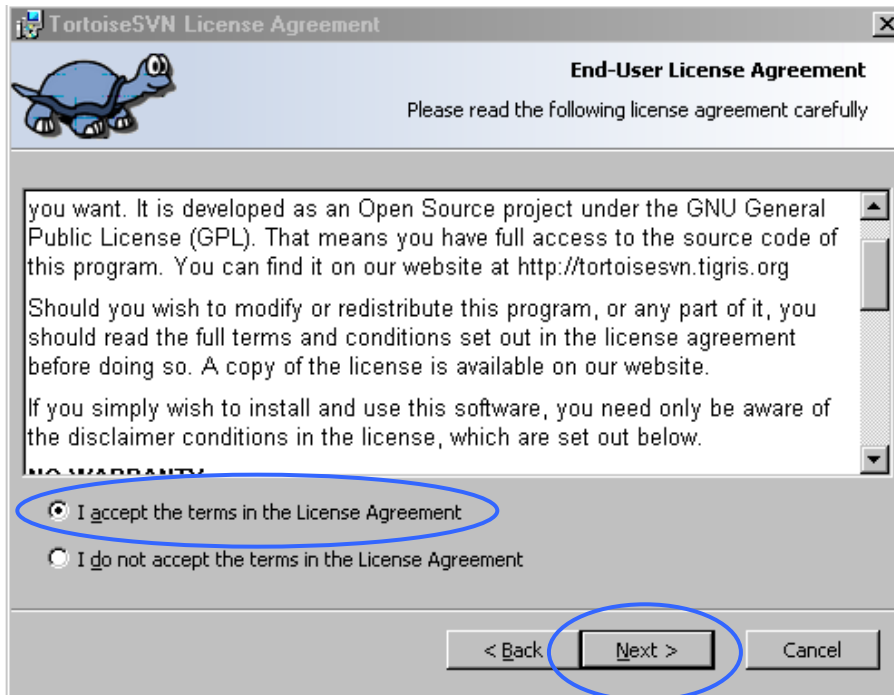 TortoiseSVN License Agreement
End-User License Agreement
Please read the following license agreement carefully
you want. It is developed as an Open Source project under the GNU General
Public License (GPL). That means you have full access to the source code of
this program. You can find it on our website at http://tortoisesvn.tigris.org
Should you wish to modify or redistribute this program, or any part of it, you
should read the full terms and conditions set out in the license agreement
before doing so. A copy of the license is available on our website.
If you simply wish to install and use this software, you need only be aware of
the disclaimer conditions in the license, which are set out below.
NO WARRANTY
I accept the terms in the License Agreement
I do not accept the terms in the License Agreement
< Back
Next >
Cancel